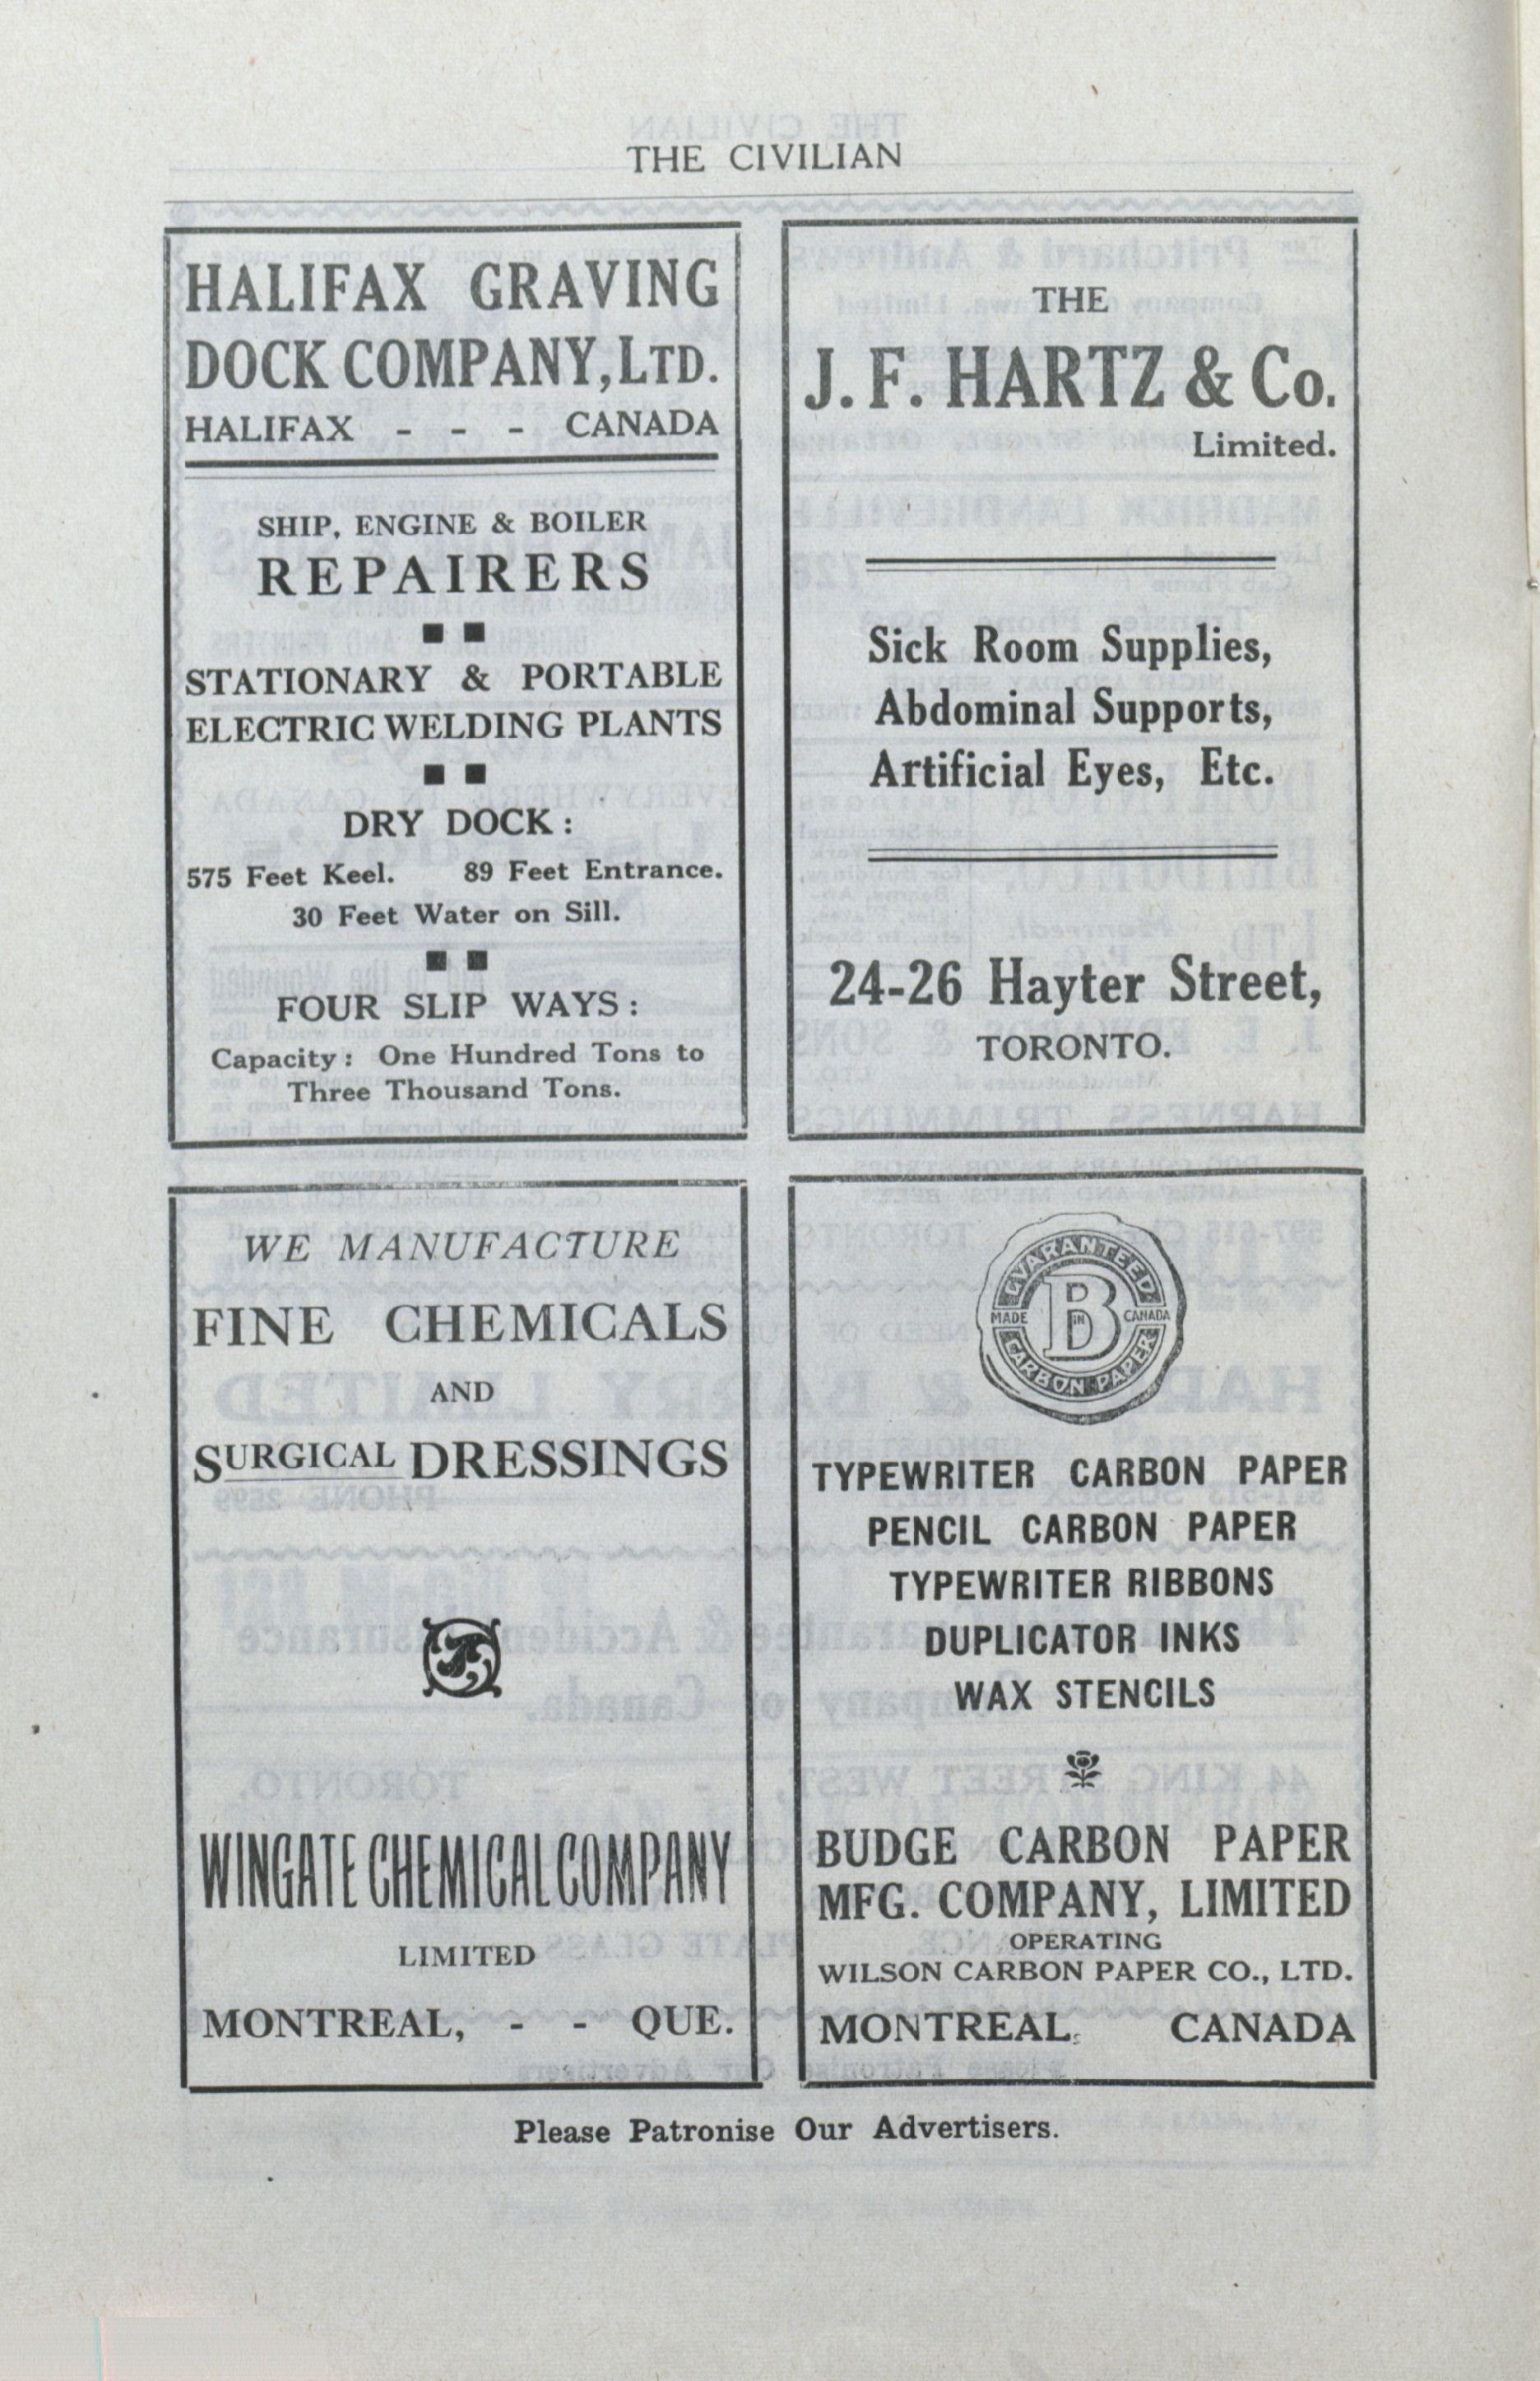 THE CIVILIAN
HALIFAX GRAVING
DOCK COMPANY, LTD.
HALIFAX - - - CANADA
SHIP, ENGINE & BOILER
REPAIRERS
STATIONARY & PORTABLE
ELECTRIC WELDING PLANTS
DRY DOCK:
575 Feet Keel. 89 Feet Entrance.
30 Feet Water on Sill.
FOUR SLIP WAYS:
Capacity: One Hundred Tons to
Three Thousand Tons.
THE
J. F. HARTZ & Co.
Limited.
Sick Room Supplies,
Abdominal Supports,
Artificial Eyes, Etc.
24-26 Hayter Street,
TORONTO.
WE MANUFACTURE
FINE CHEMICALS
AND
SURGICAL DRESSINGS
WINGATE CHEMICAL COMPANY
LIMITED
MONTREAL, - - QUE.
GUARANTEED
MADE IN CANADA
B
CARBON PAPER
TYPEWRITER CARBON PAPER
PENCIL CARBON PAPER
TYPEWRITER RIBBONS
DUPLICATOR INKS
WAX STENCILS
BUDGE CARBON PAPER
MFG. COMPANY, LIMITED
OPERATING
WILSON CARBON PAPER CO., LTD.
MONTREAL, CANADA
Please Patronise Our Advertisers.